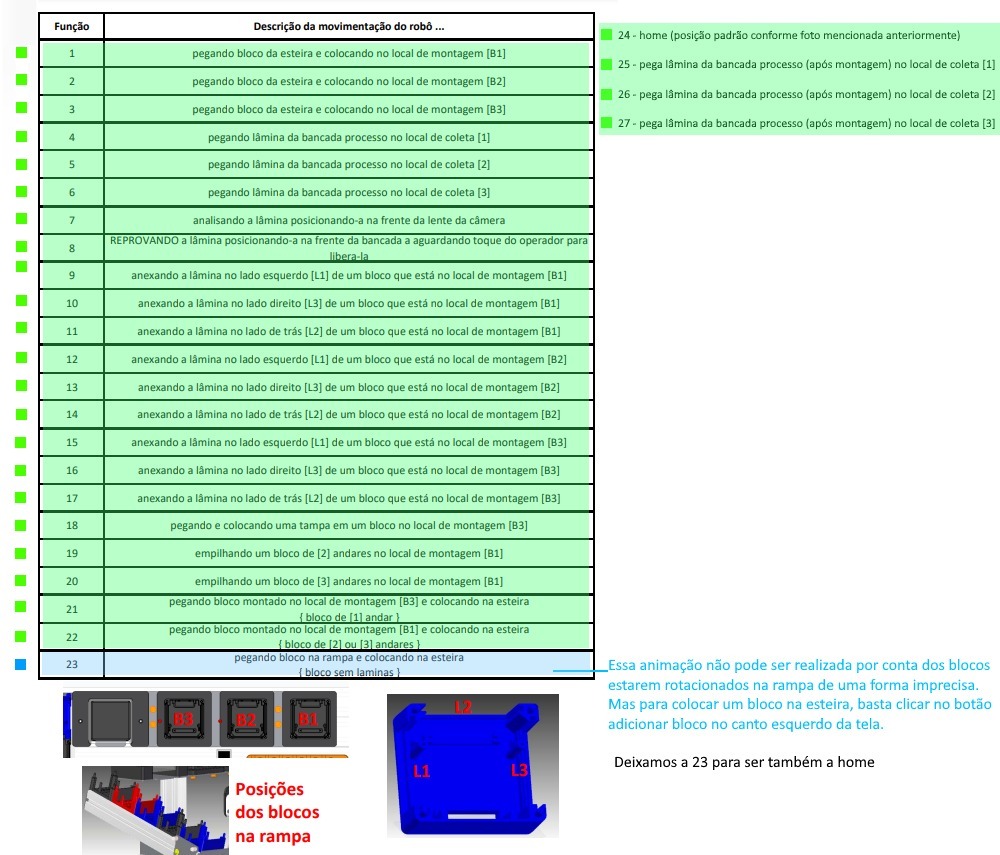 Função Descrição da movimentação do robô ...
1 pegando bloco da esteira e colocando no local de montagem [B1]
2 pegando bloco da esteira e colocando no local de montagem [B2]
3 pegando bloco da esteira e colocando no local de montagem [B3]
4 pegando lâmina da bancada processo no local de coleta [1]
5 pegando lâmina da bancada processo no local de coleta [2]
6 pegando lâmina da bancada processo no local de coleta [3]
7 analisando a lâmina posicionando-a na frente da lente da câmera
8 REPROVANDO a lâmina posicionando-a na frente da bancada a aguardando toque do operador para
libera-la
9 anexando a lâmina no lado esquerdo [L1] de um bloco que está no local de montagem [B1]
10 anexando a lâmina no lado direito [L3] de um bloco que está no local de montagem [B1]
11 anexando a lâmina no lado de trás [L2] de um bloco que está no local de montagem [B1]
12 anexando a lâmina no lado esquerdo [L1] de um bloco que está no local de montagem [B2]
13 anexando a lâmina no lado direito [L3] de um bloco que está no local de montagem [B2]
14 anexando a lâmina no lado de trás [L2] de um bloco que está no local de montagem [B2]
15 anexando a lâmina no lado esquerdo [L1] de um bloco que está no local de montagem [B3]
16 anexando a lâmina no lado direito [L3] de um bloco que está no local de montagem [B3]
17 anexando a lâmina no lado de trás [L2] de um bloco que está no local de montagem [B3]
18 pegando e colocando uma tampa em um bloco no local de montagem [B3]
19 empilhando um bloco de [2] andares no local de montagem [B1]
20 empilhando um bloco de [3] andares no local de montagem [B1]
21 pegando bloco montado no local de montagem [B3] e colocando na esteira
{ bloco de [1] andar }
22 pegando bloco montado no local de montagem [B1] e colocando na esteira
{ bloco de [2] ou [3] andares }
23 pegando bloco na rampa e colocando na esteira
{ bloco sem laminas }
24 - home (posição padrão conforme foto mencionada anteriormente)
25 - pega lâmina da bancada processo (após montagem) no local de coleta [1]
26 - pega lâmina da bancada processo (após montagem) no local de coleta [2]
27 - pega lâmina da bancada processo (após montagem) no local de coleta [3]
Essa animação não pode ser realizada por conta dos blocos
estarem rotacionados na rampa de uma forma imprecisa.
Mas para colocar um bloco na esteira, basta clicar no botão
adicionar bloco no canto esquerdo da tela.
Deixamos a 23 para ser também a home
B3 B2 B1
L2
L1 L3
Posições
dos blocos
na rampa